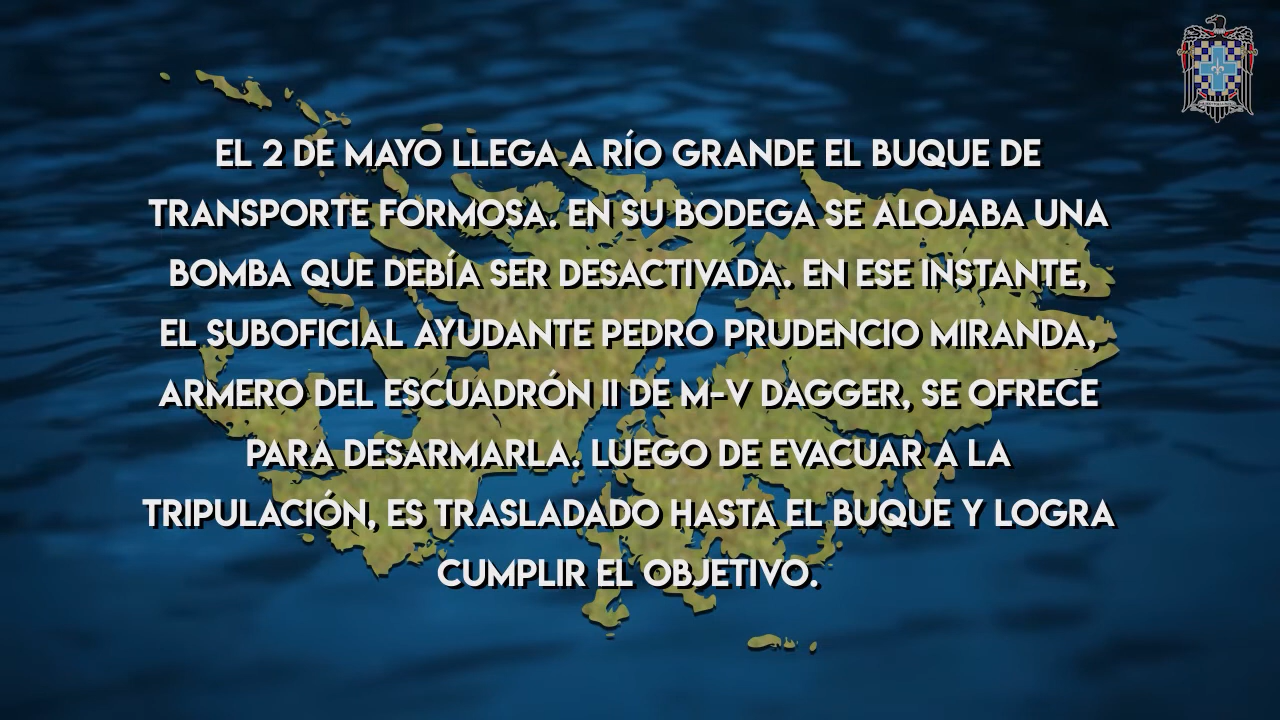 EL 2 DE MAYO LLEGA A RÍO GRANDE EL BUQUE DE
TRANSPORTE FORMOSA. EN SU BODEGA SE ALOJABA UNA
BOMBA QUE DEBÍA SER DESACTIVADA. EN ESE INSTANTE,
EL SUBOFICIAL AYUDANTE PEDRO PRUDENCIO MIRANDA,
ARMERO DEL ESCUADRÓN II DE M-V DAGGER, SE OFRECE
PARA DESARMARLA. LUEGO DE EVACUAR A LA
TRIPULACIÓN, ES TRASLADADO HASTA EL BUQUE Y LOGRA
CUMPLIR EL OBJETIVO.